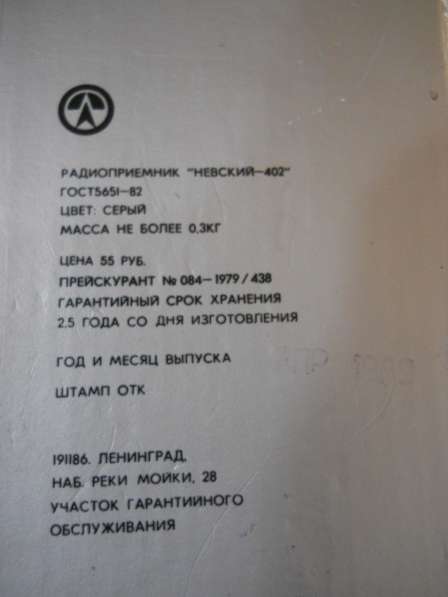 РАДИОПРИЕМНИК "НЕВСКИЙ-402"
ГОСТ5651-82
ЦВЕТ: СЕРЫЙ
МАССА НЕ БОЛЕЕ 0,3КГ
ЦЕНА 55 РУБ.
ПРЕЙСКУРАНТ № 084-1979/438
ГАРАНТИЙНЫЙ СРОК ХРАНЕНИЯ
2.5 ГОДА СО ДНЯ ИЗГОТОВЛЕНИЯ
ГОД И МЕСЯЦ ВЫПУСКА
ШТАМП ОТК
191186. ЛЕНИНГРАД,
НАБ. РЕКИ МОЙКИ, 28
УЧАСТОК ГАРАНТИИНОГО
ОБСЛУЖИВАНИЯ